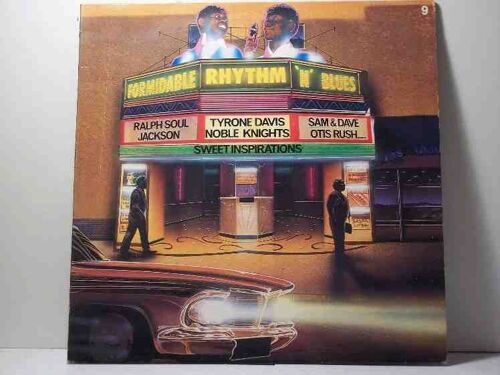 9
FORMIDABLE RHYTHM 'N' BLUES
RALPH SOUL
JACKSON
TYRONE DAVIS
NOBLE KNIGHTS
SAM & DAVE
OTIS RUSH....
SWEET INSPIRATIONS